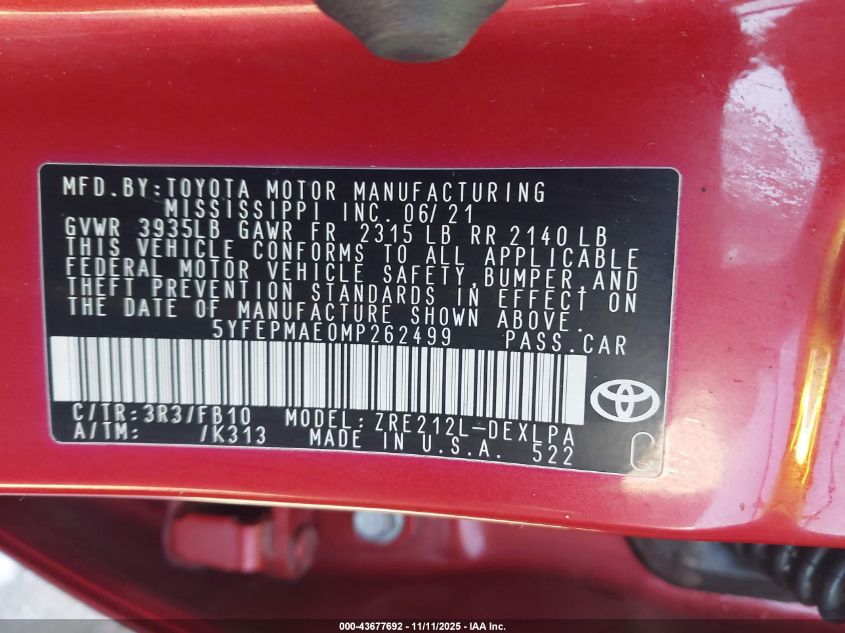 MFD.BY:TOYOTA MOTOR MANUFACTURING
MISSISSIPPI INC. 06/21
GVWR 3935LB GAWR FR 2315 LB RR 2140 LB
THIS VEHICLE CONFORMS TO ALL APPLICABLE
FEDERAL MOTOR VEHICLE SAFETY,BUMPER,AND
THEFT PREVENTION STANDARDS IN EFFECT ON
THE DATE OF MANUFACTURE SHOWN ABOVE.
5YFEPMAE0MP262499 PASS.CAR
C/TR:3R3/FB10 MODEL:ZRE212L-DEXLPA
A/TM: /K313 MADE IN U.S.A. 522 C
000-43677692 - 11/11/2025 - IAA Inc.